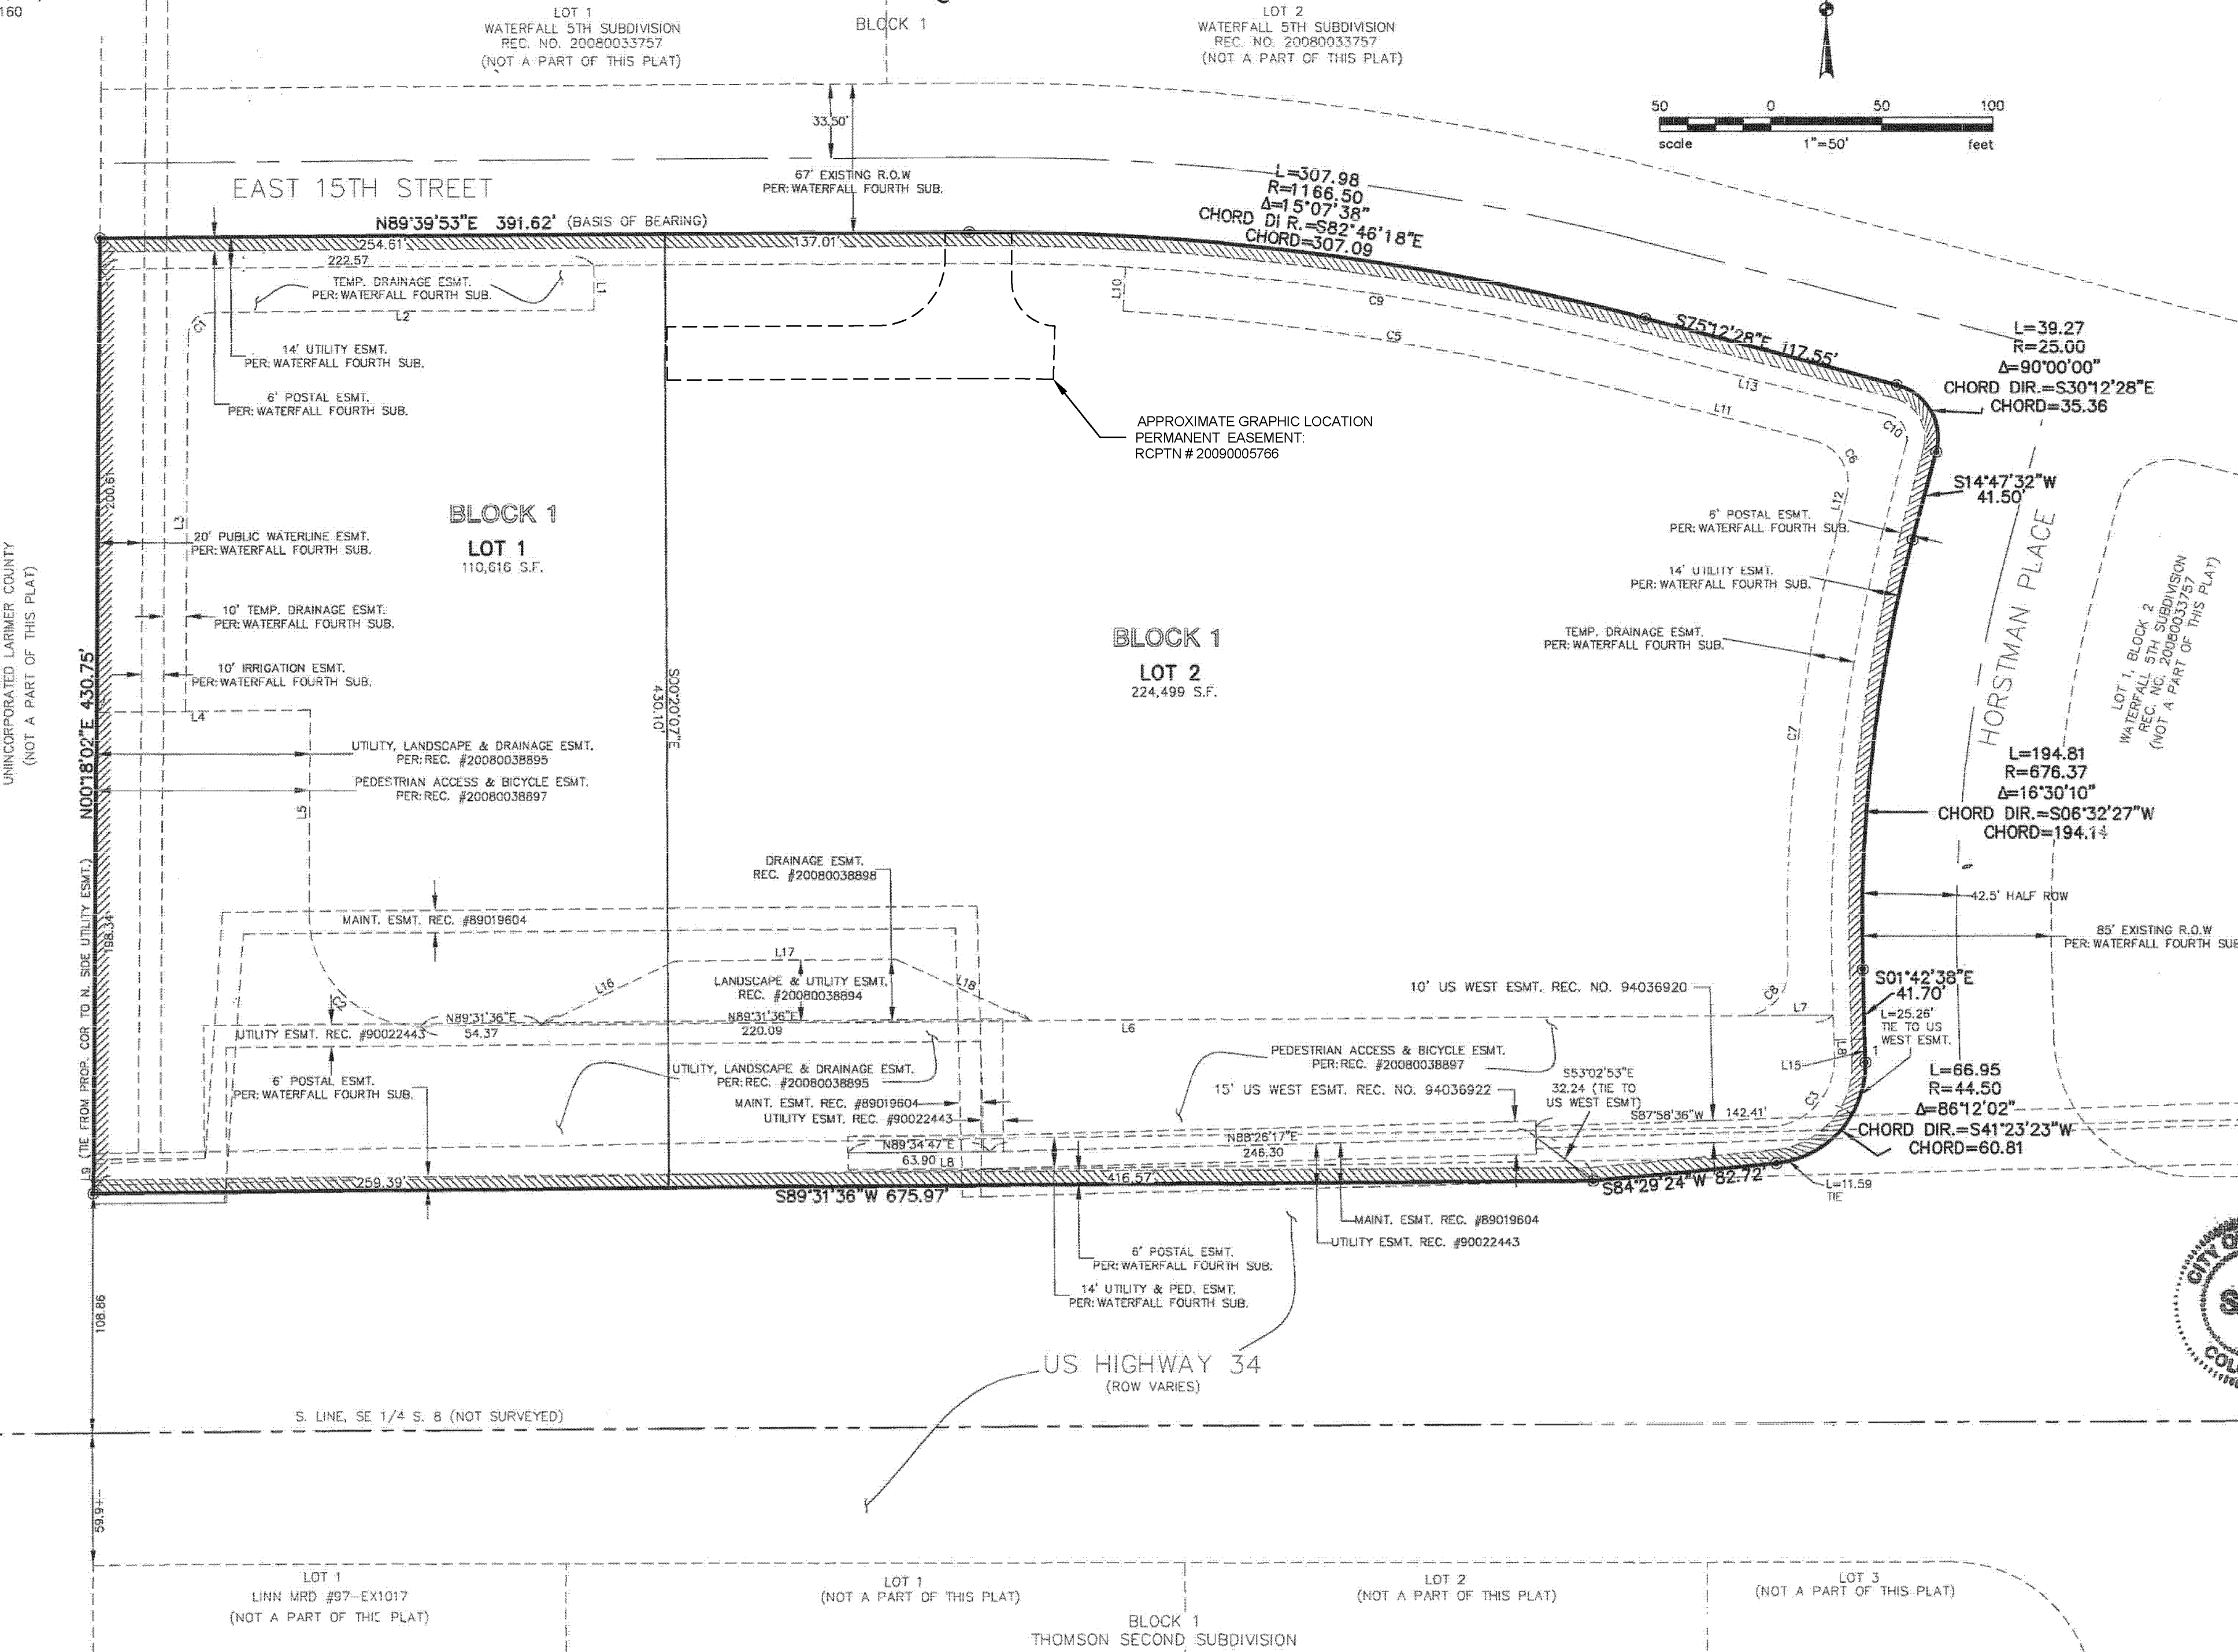 160
LOT 1
WATERFALL 5TH SUBDIVISION
REC. NO. 20080033757
(NOT A PART OF THIS PLAT)
BLOCK 1
LOT 2
WATERFALL 5TH SUBDIVISION
REC. NO. 20080033757
(NOT A PART OF THIS PLAT)
50 0 50 100
scale 1"=50' feet
33.50'
67' EXISTING R.O.W
PER: WATERFALL FOURTH SUB.
EAST 15TH STREET
N89°39'53"E 391.62' (BASIS OF BEARING)
254.61'
137.01'
222.57
L=307.98
R=1166.50
Δ=15°07'38"
CHORD DIR.=S82°46'18"E
CHORD=307.09
TEMP. DRAINAGE ESMT.
PER: WATERFALL FOURTH SUB.
L1
L2
C1
L10
C9
C5
14' UTILITY ESMT.
PER: WATERFALL FOURTH SUB.
6' POSTAL ESMT.
PER: WATERFALL FOURTH SUB.
S75°12'28"E 117.55'
L13
L11
C10
C6
L12
L=39.27
R=25.00
Δ=90°00'00"
CHORD DIR.=S30°12'28"E
CHORD=35.36
APPROXIMATE GRAPHIC LOCATION
PERMANENT EASEMENT:
RCPTN # 20090005766
S14°47'32"W
41.50'
200.61'
L3
BLOCK 1
LOT 1
110,616 S.F.
20' PUBLIC WATERLINE ESMT.
PER: WATERFALL FOURTH SUB.
10' TEMP. DRAINAGE ESMT.
PER: WATERFALL FOURTH SUB.
10' IRRIGATION ESMT.
PER: WATERFALL FOURTH SUB.
6' POSTAL ESMT.
PER: WATERFALL FOURTH SUB.
14' UTILITY ESMT.
PER: WATERFALL FOURTH SUB.
TEMP. DRAINAGE ESMT.
PER: WATERFALL FOURTH SUB.
BLOCK 1
LOT 2
224,499 S.F.
HORSTMAN PLACE
LOT 1, BLOCK 2
WATERFALL 5TH SUBDIVISION
REC. NO. 20080033757
(NOT A PART OF THIS PLAT)
UNINCORPORATED LARIMER COUNTY
(NOT A PART OF THIS PLAT)
N00°18'02"E 430.75'
L4
L5
S00°20'07"E
430.10'
C7
UTILITY, LANDSCAPE & DRAINAGE ESMT.
PER: REC. #20080038895
PEDESTRIAN ACCESS & BICYCLE ESMT.
PER: REC. #20080038897
L=194.81
R=676.37
Δ=16°30'10"
CHORD DIR.=S06°32'27"W
CHORD=194.14
DRAINAGE ESMT.
REC. #20080038898
42.5' HALF ROW
85' EXISTING R.O.W
PER: WATERFALL FOURTH SUB
MAINT. ESMT. REC. #89019604
198.34'
L9 (TIE FROM PROP. COR TO N. SIDE UTILITY ESMT.)
L17
L16
L18
C2
LANDSCAPE & UTILITY ESMT.
REC. #20080038894
10' US WEST ESMT. REC. NO. 94036920
C8
S01°42'38"E
41.70'
L=25.26'
TIE TO US
WEST ESMT.
N89°31'36"E
54.37
N89°31'36"E
220.09
L6
L7
L8
UTILITY ESMT. REC. #90022443
L15
1
UTILITY, LANDSCAPE & DRAINAGE ESMT.
PER: REC. #20080038895
PEDESTRIAN ACCESS & BICYCLE ESMT.
PER: REC. #20080038897
6' POSTAL ESMT.
PER: WATERFALL FOURTH SUB.
MAINT. ESMT. REC. #89019604
UTILITY ESMT. REC. #90022443
15' US WEST ESMT. REC. NO. 94036922
S53°02'53"E
32.24 (TIE TO
US WEST ESMT)
S87°58'36"W 142.41'
C3
L=66.95
R=44.50
Δ=86°12'02"
CHORD DIR.=S41°23'23"W
CHORD=60.81
N89°34'47"E
63.90 L8
N88°26'17"E
246.30
259.39'
S89°31'36"W 675.97'
416.57'
S84°29'24"W 82.72'
L=11.59
TIE
MAINT. ESMT. REC. #89019604
UTILITY ESMT. REC. #90022443
6' POSTAL ESMT.
PER: WATERFALL FOURTH SUB.
14' UTILITY & PED. ESMT.
PER: WATERFALL FOURTH SUB.
108.86
US HIGHWAY 34
(ROW VARIES)
CITY O
COL
S. LINE, SE 1/4 S. 8 (NOT SURVEYED)
59.9+-
LOT 1
LINN MRD #97-EX1017
(NOT A PART OF THIS PLAT)
LOT 1
(NOT A PART OF THIS PLAT)
LOT 2
(NOT A PART OF THIS PLAT)
LOT 3
(NOT A PART OF THIS PLAT)
BLOCK 1
THOMSON SECOND SUBDIVISION